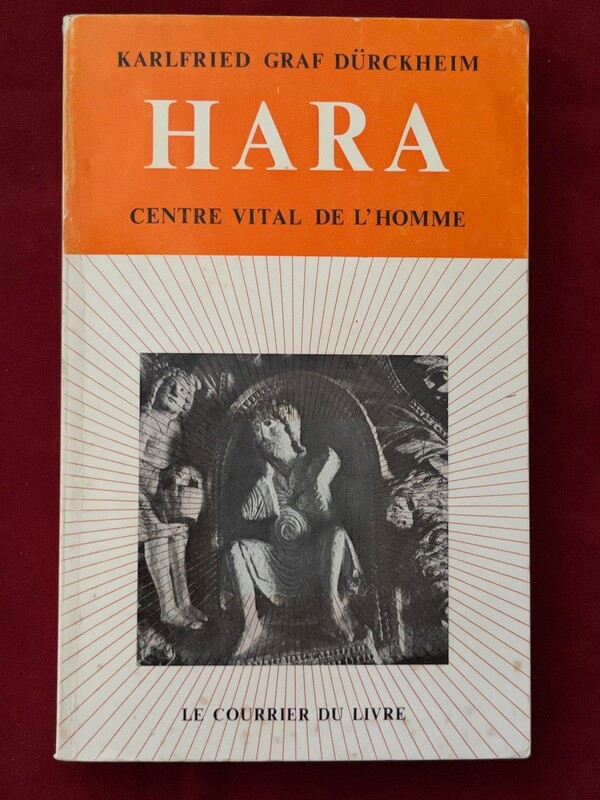 KARLFRIED GRAF DÜRCKHEIM
HARA
CENTRE VITAL DE L'HOMME
LE COURRIER DU LIVRE